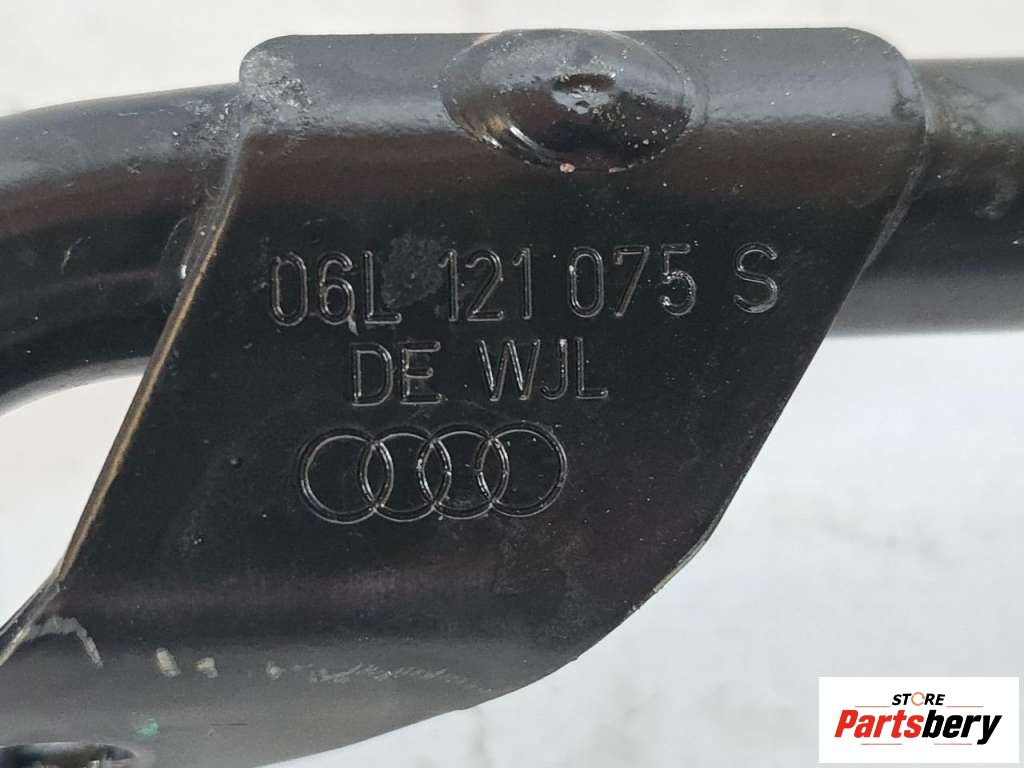 06L 121 075 S
DE WJL
STORE
Partsbery